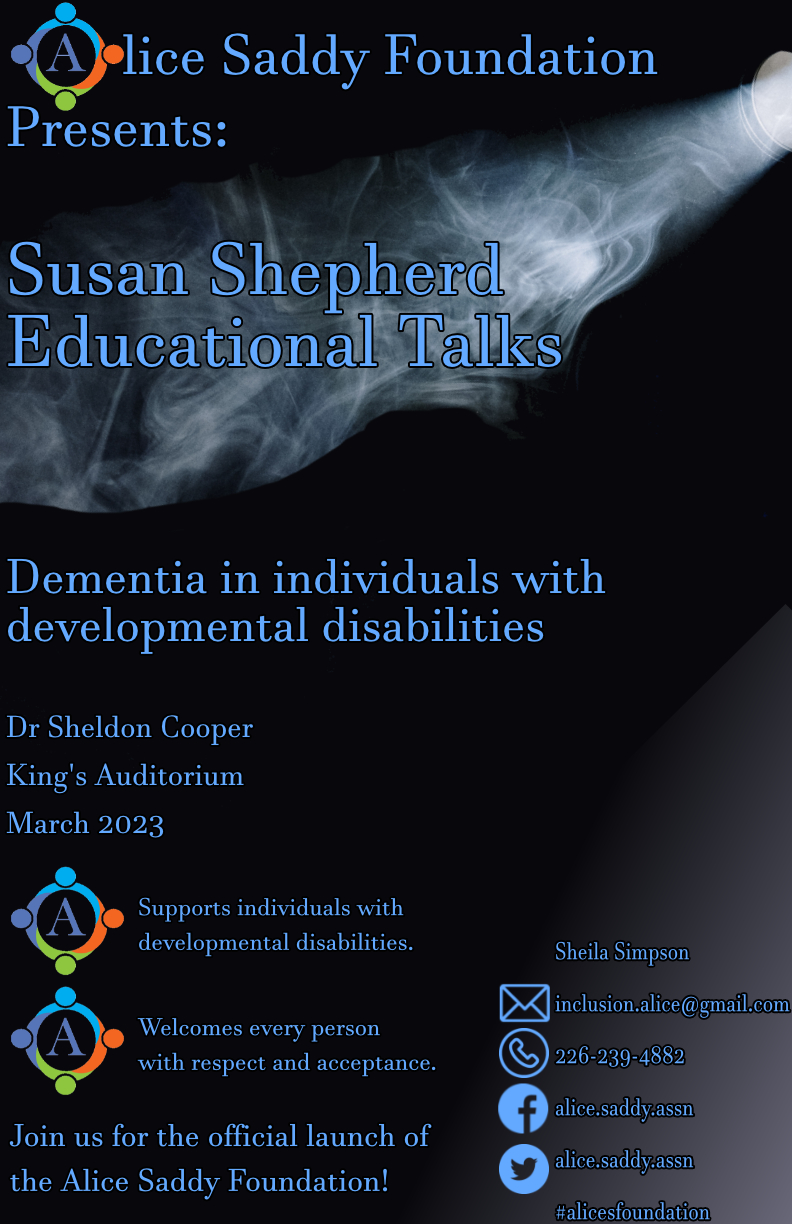 Alice Saddy Foundation
Presents:
Susan Shepherd
Educational Talks
Dementia in individuals with
developmental disabilities
Dr Sheldon Cooper
King's Auditorium
March 2023
A
Supports individuals with
developmental disabilities.
A
Welcomes every person
with respect and acceptance.
Join us for the official launch of
the Alice Saddy Foundation!
Sheila Simpson
inclusion.alice@gmail.com
226-239-4882
alice.saddy.assn
alice.saddy.assn
#alicesfoundation